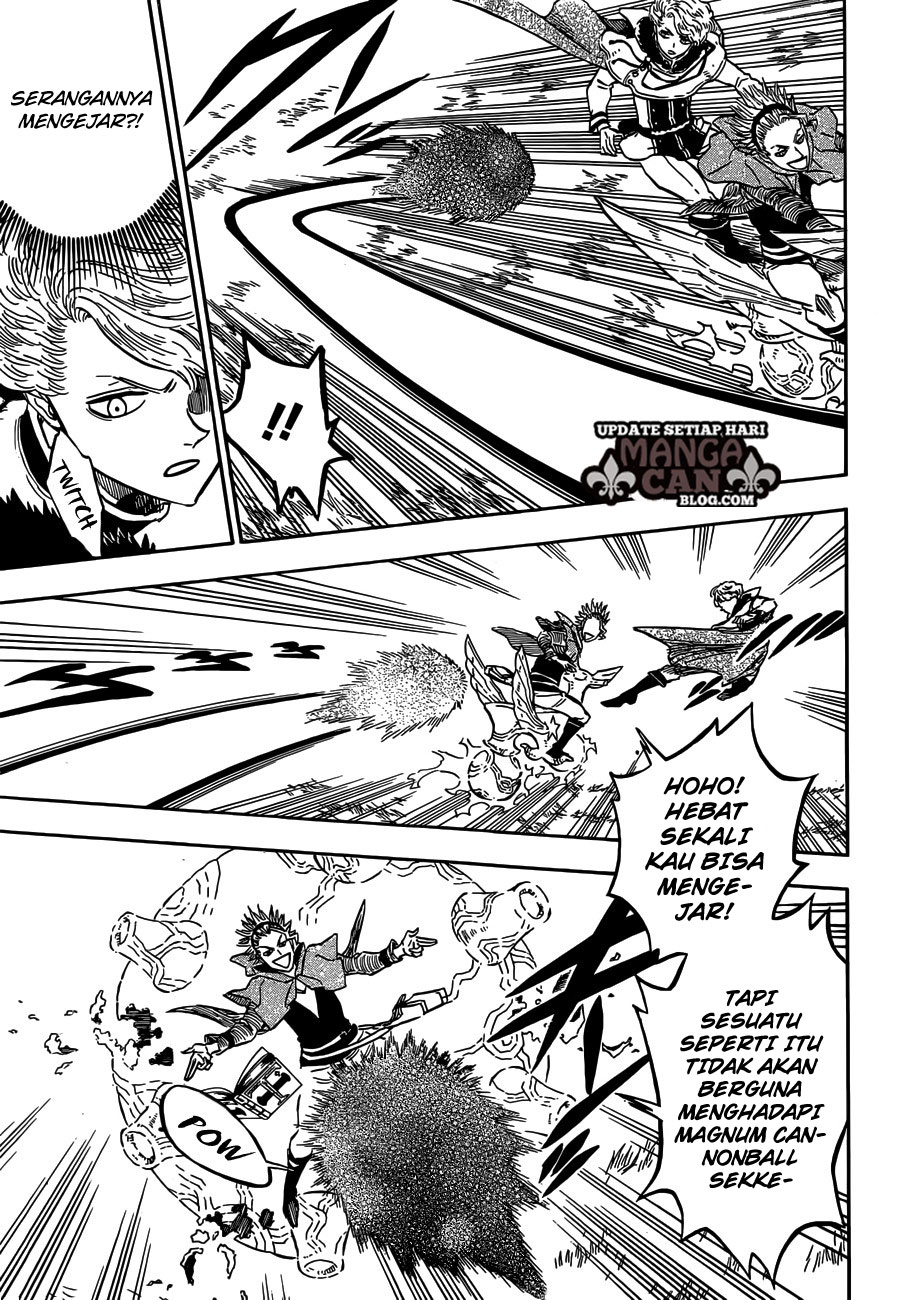 SERANGANNYA
MENGEJAR?!
!!
TWITCH
UPDATE SETIAP HARI
MANGA
CAN
BLOG.COM
HOHO!
HEBAT
SEKALI
KAU BISA
MENGE-
JAR!
TAPI
SESUATU
SEPERTI ITU
TIDAK AKAN
BERGUNA
MENGHADAPI
MAGNUM CAN-
NONBALL
SEKKE-
POW